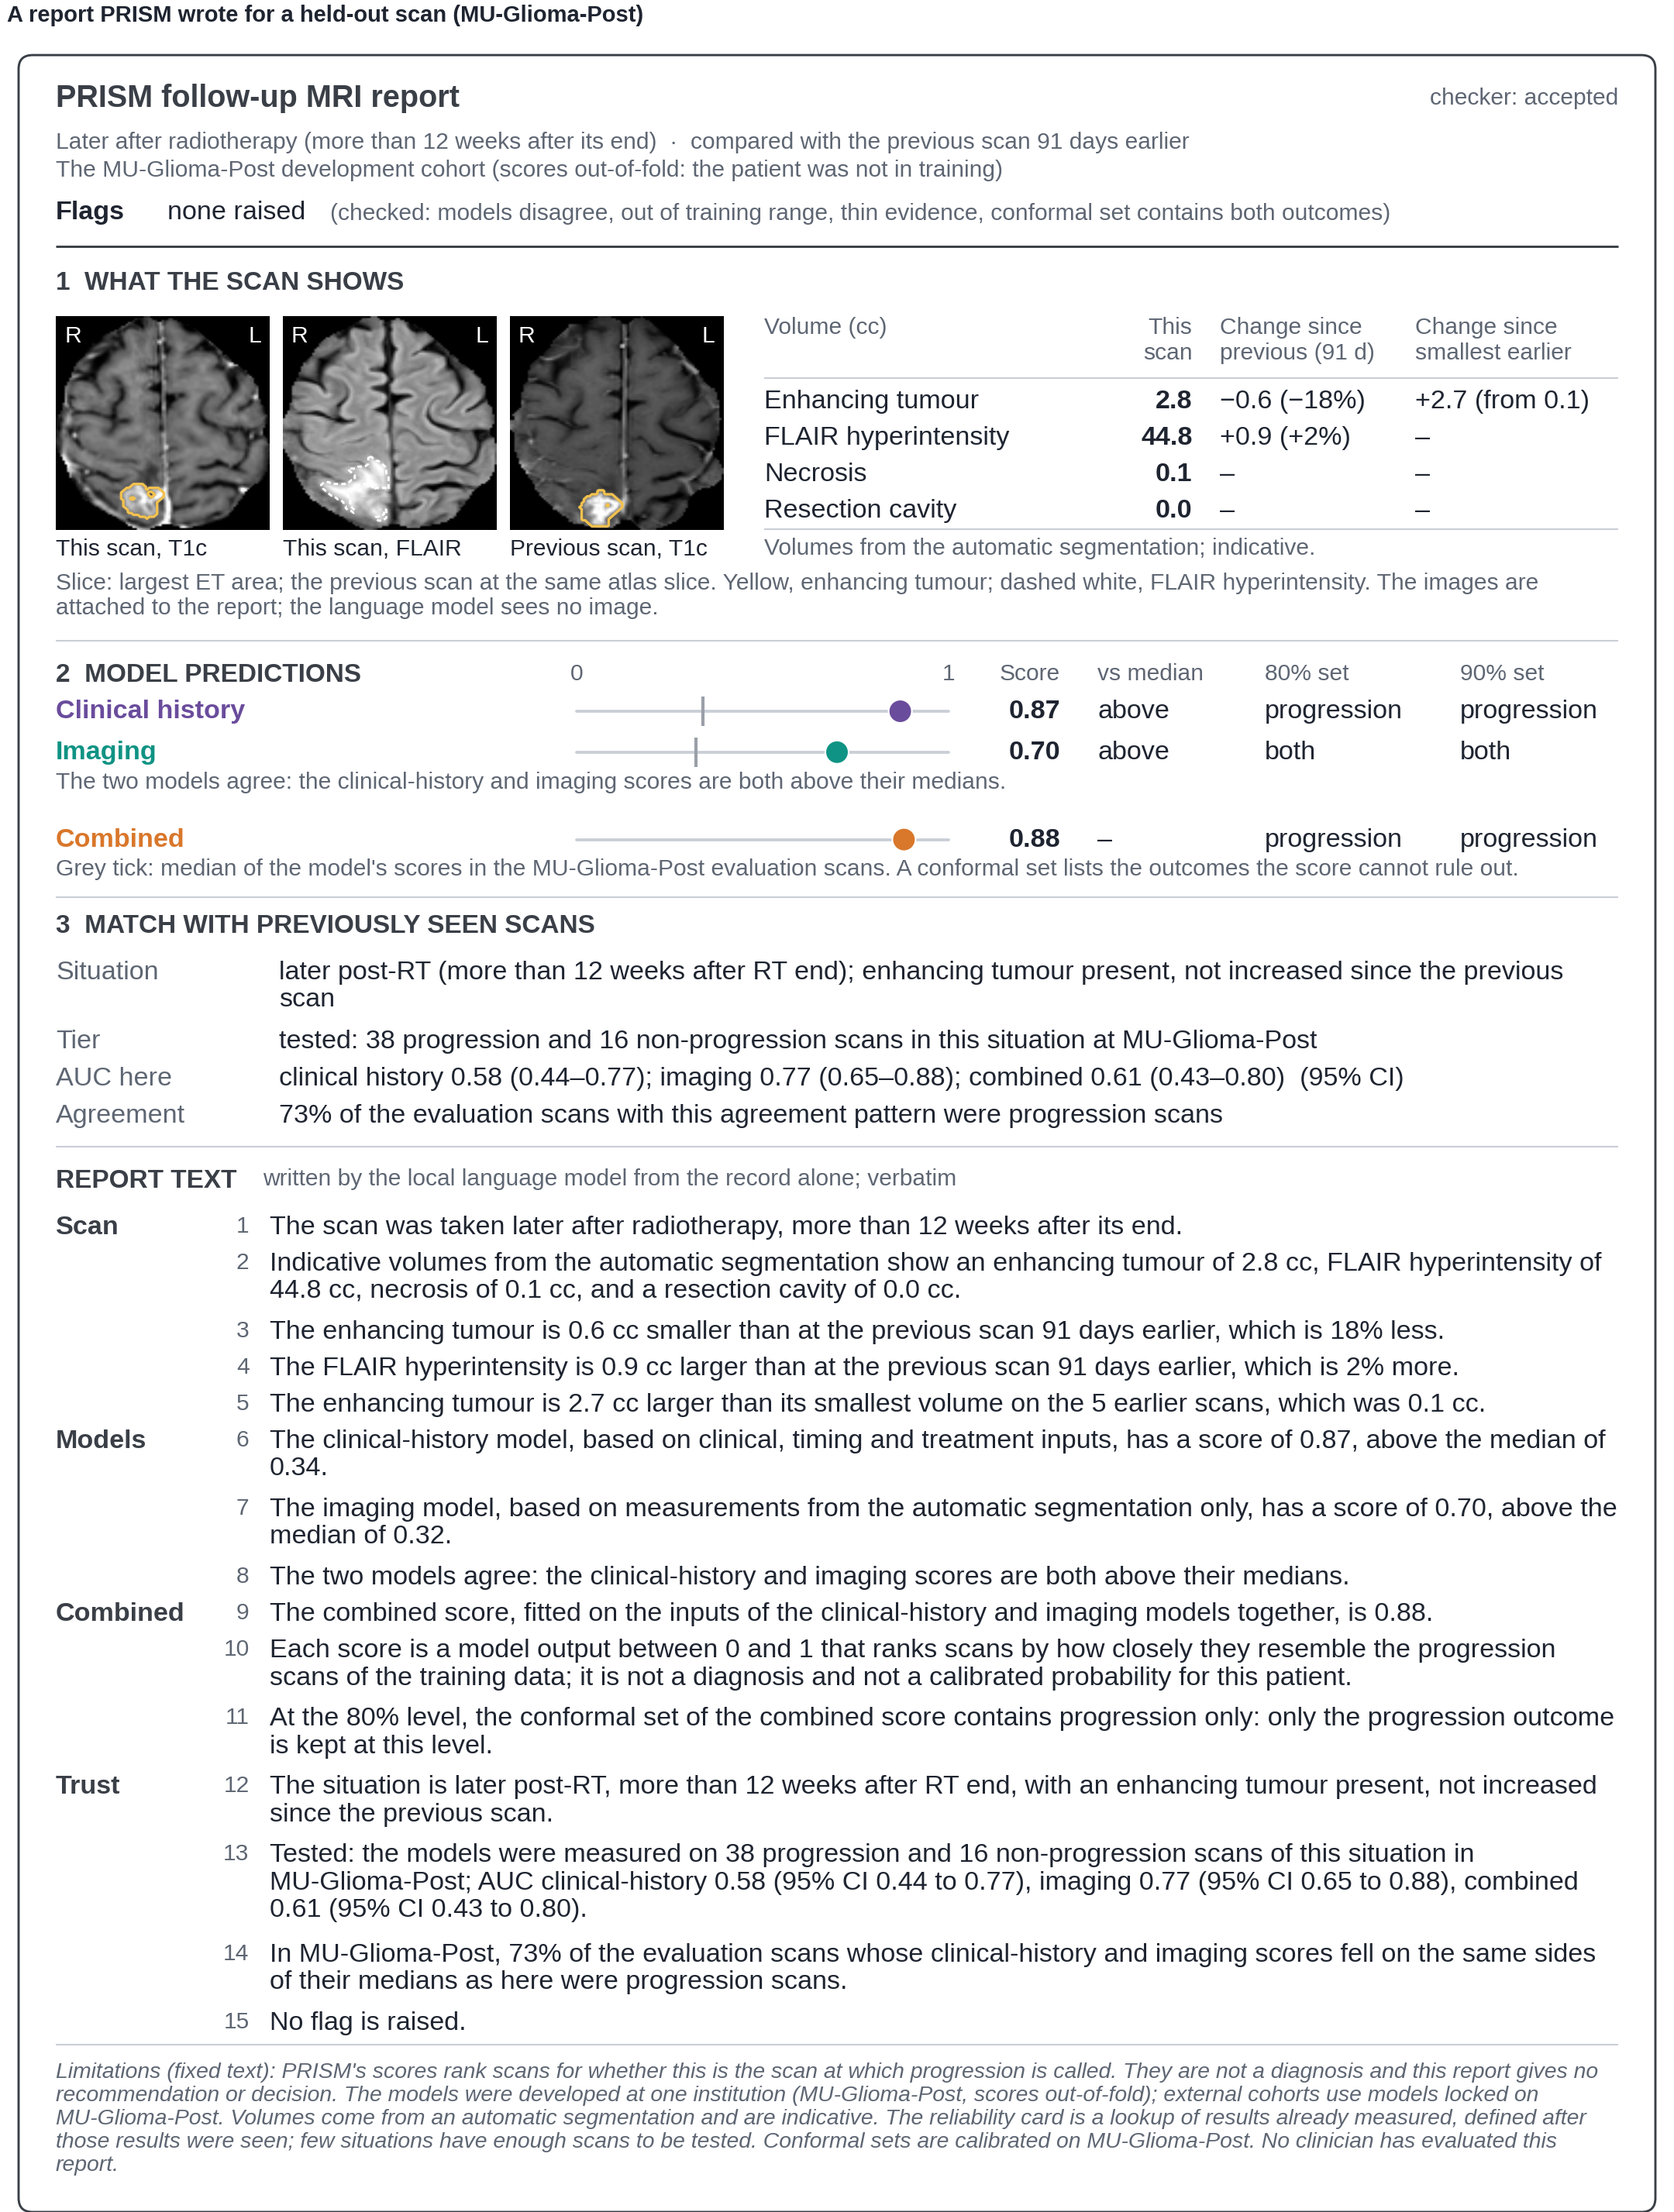 A report PRISM wrote for a held-out scan (MU-Glioma-Post)
PRISM follow-up MRI report
checker: accepted
Later after radiotherapy (more than 12 weeks after its end) · compared with the previous scan 91 days earlier
The MU-Glioma-Post development cohort (scores out-of-fold: the patient was not in training)
Flags none raised (checked: models disagree, out of training range, thin evidence, conformal set contains both outcomes)
1 WHAT THE SCAN SHOWS
R L R L R L
This scan, T1c This scan, FLAIR Previous scan, T1c
Volume (cc) This scan Change since previous (91 d) Change since smallest earlier
Enhancing tumour 2.8 −0.6 (−18%) +2.7 (from 0.1)
FLAIR hyperintensity 44.8 +0.9 (+2%) –
Necrosis 0.1 – –
Resection cavity 0.0 – –
Volumes from the automatic segmentation; indicative.
Slice: largest ET area; the previous scan at the same atlas slice. Yellow, enhancing tumour; dashed white, FLAIR hyperintensity. The images are
attached to the report; the language model sees no image.
2 MODEL PREDICTIONS 0 1 Score vs median 80% set 90% set
Clinical history 0.87 above progression progression
Imaging 0.70 above both both
The two models agree: the clinical-history and imaging scores are both above their medians.
Combined 0.88 – progression progression
Grey tick: median of the model's scores in the MU-Glioma-Post evaluation scans. A conformal set lists the outcomes the score cannot rule out.
3 MATCH WITH PREVIOUSLY SEEN SCANS
Situation later post-RT (more than 12 weeks after RT end); enhancing tumour present, not increased since the previous
scan
Tier tested: 38 progression and 16 non-progression scans in this situation at MU-Glioma-Post
AUC here clinical history 0.58 (0.44–0.77); imaging 0.77 (0.65–0.88); combined 0.61 (0.43–0.80) (95% CI)
Agreement 73% of the evaluation scans with this agreement pattern were progression scans
REPORT TEXT written by the local language model from the record alone; verbatim
Scan 1 The scan was taken later after radiotherapy, more than 12 weeks after its end.
2 Indicative volumes from the automatic segmentation show an enhancing tumour of 2.8 cc, FLAIR hyperintensity of
44.8 cc, necrosis of 0.1 cc, and a resection cavity of 0.0 cc.
3 The enhancing tumour is 0.6 cc smaller than at the previous scan 91 days earlier, which is 18% less.
4 The FLAIR hyperintensity is 0.9 cc larger than at the previous scan 91 days earlier, which is 2% more.
5 The enhancing tumour is 2.7 cc larger than its smallest volume on the 5 earlier scans, which was 0.1 cc.
Models 6 The clinical-history model, based on clinical, timing and treatment inputs, has a score of 0.87, above the median of
0.34.
7 The imaging model, based on measurements from the automatic segmentation only, has a score of 0.70, above the
median of 0.32.
8 The two models agree: the clinical-history and imaging scores are both above their medians.
Combined 9 The combined score, fitted on the inputs of the clinical-history and imaging models together, is 0.88.
10 Each score is a model output between 0 and 1 that ranks scans by how closely they resemble the progression
scans of the training data; it is not a diagnosis and not a calibrated probability for this patient.
11 At the 80% level, the conformal set of the combined score contains progression only: only the progression outcome
is kept at this level.
Trust 12 The situation is later post-RT, more than 12 weeks after RT end, with an enhancing tumour present, not increased
since the previous scan.
13 Tested: the models were measured on 38 progression and 16 non-progression scans of this situation in
MU-Glioma-Post; AUC clinical-history 0.58 (95% CI 0.44 to 0.77), imaging 0.77 (95% CI 0.65 to 0.88), combined
0.61 (95% CI 0.43 to 0.80).
14 In MU-Glioma-Post, 73% of the evaluation scans whose clinical-history and imaging scores fell on the same sides
of their medians as here were progression scans.
15 No flag is raised.
Limitations (fixed text): PRISM's scores rank scans for whether this is the scan at which progression is called. They are not a diagnosis and this report gives no
recommendation or decision. The models were developed at one institution (MU-Glioma-Post, scores out-of-fold); external cohorts use models locked on
MU-Glioma-Post. Volumes come from an automatic segmentation and are indicative. The reliability card is a lookup of results already measured, defined after
those results were seen; few situations have enough scans to be tested. Conformal sets are calibrated on MU-Glioma-Post. No clinician has evaluated this
report.